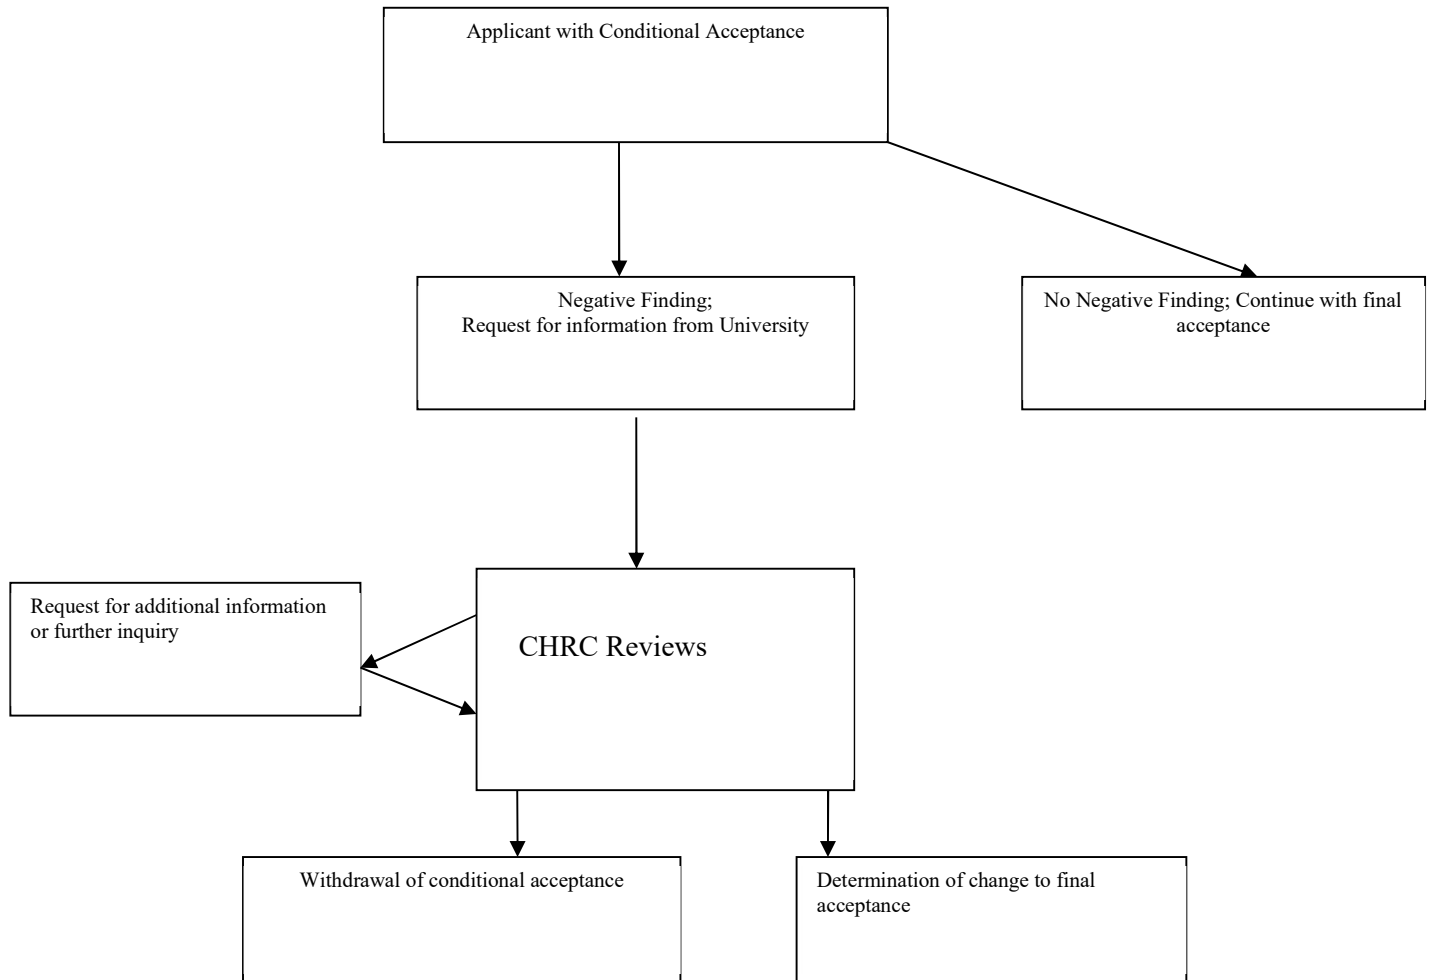 Applicant with Conditional Acceptance
Negative Finding;
Request for information from University
No Negative Finding; Continue with final
acceptance
Request for additional information
or further inquiry
CHRC Reviews
Withdrawal of conditional acceptance
Determination of change to final
acceptance